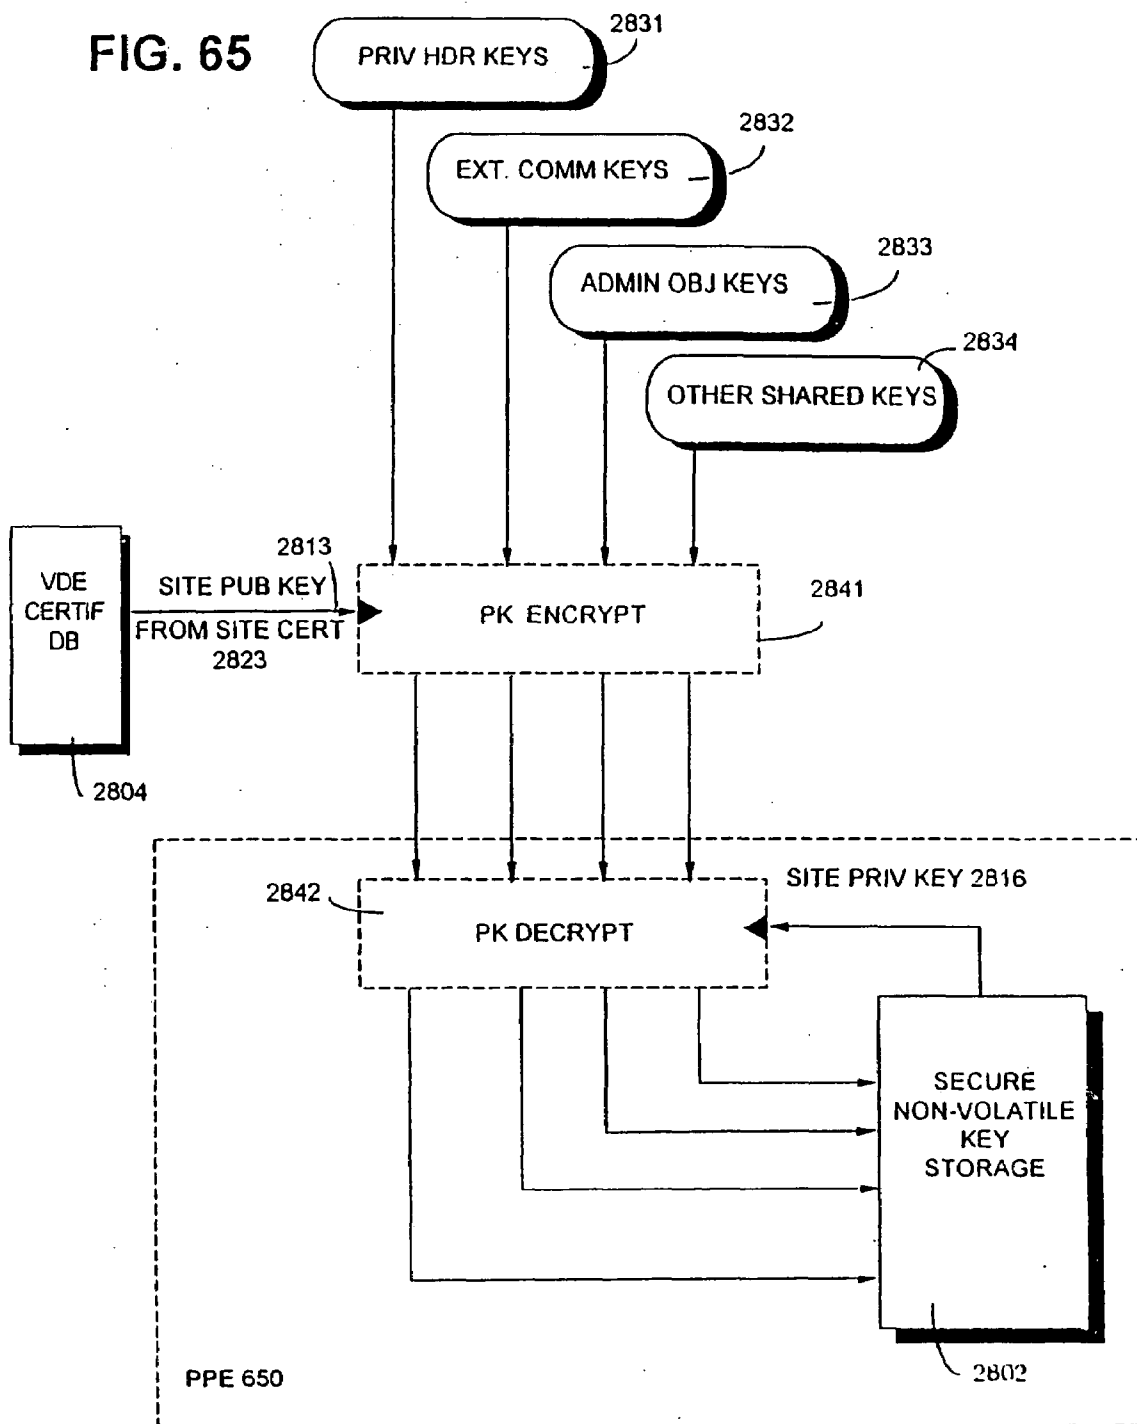 FIG. 65
2831
PRIV HDR KEYS
2832
EXT. COMM KEYS
2833
ADMIN OBJ KEYS
2834
OTHER SHARED KEYS
2813
VDE
CERTIF
DB
SITE PUB KEY
FROM SITE CERT
2823
PK ENCRYPT
2841
2804
2842
SITE PRIV KEY 2816
PK DECRYPT
SECURE
NON-VOLATILE
KEY
STORAGE
PPE 650
2802